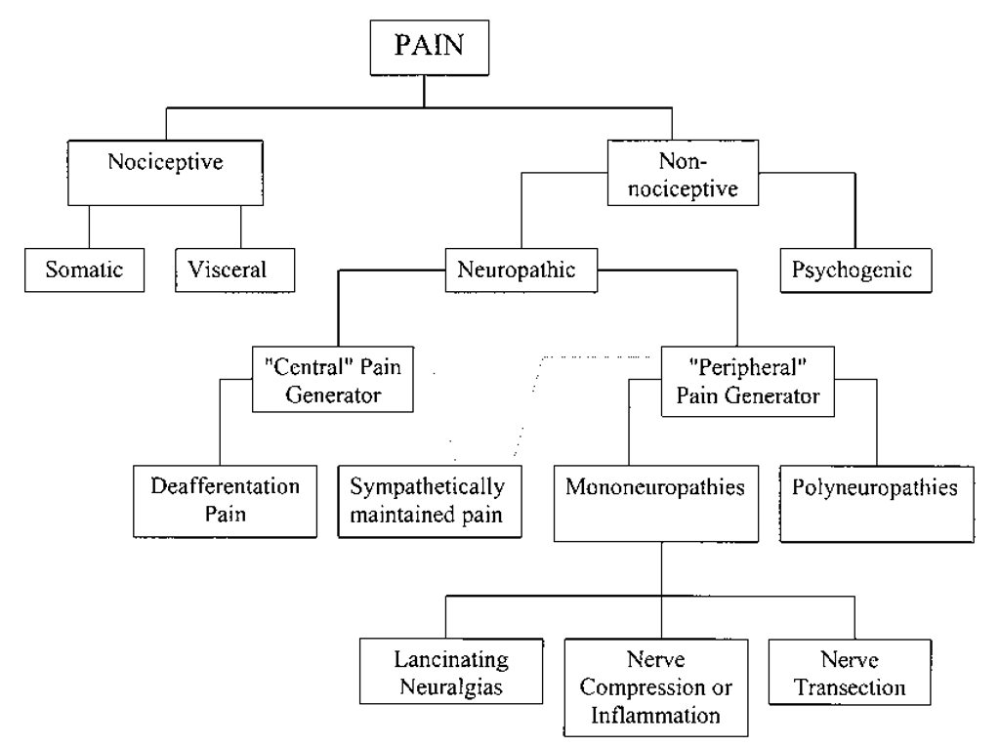 PAIN
Nociceptive
Non-
nociceptive
Somatic
Visceral
Neuropathic
Psychogenic
"Central" Pain
Generator
"Peripheral"
Pain Generator
Deafferentation
Pain
Sympathetically
maintained pain
Mononeuropathies
Polyneuropathies
Lancinating
Neuralgias
Nerve
Compression or
Inflammation
Nerve
Transection